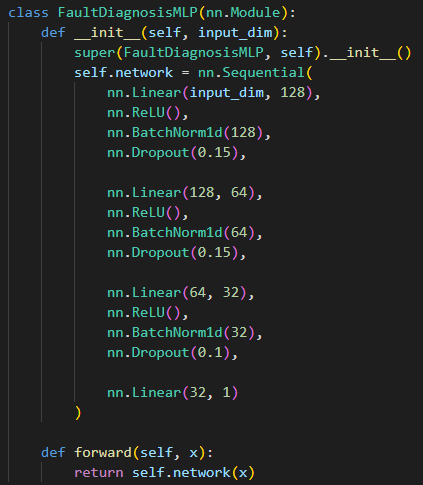 class FaultDiagnosisMLP(nn.Module):
    def __init__(self, input_dim):
        super(FaultDiagnosisMLP, self).__init__()
        self.network = nn.Sequential(
            nn.Linear(input_dim, 128),
            nn.ReLU(),
            nn.BatchNorm1d(128),
            nn.Dropout(0.15),

            nn.Linear(128, 64),
            nn.ReLU(),
            nn.BatchNorm1d(64),
            nn.Dropout(0.15),

            nn.Linear(64, 32),
            nn.ReLU(),
            nn.BatchNorm1d(32),
            nn.Dropout(0.1),

            nn.Linear(32, 1)
        )

    def forward(self, x):
        return self.network(x)